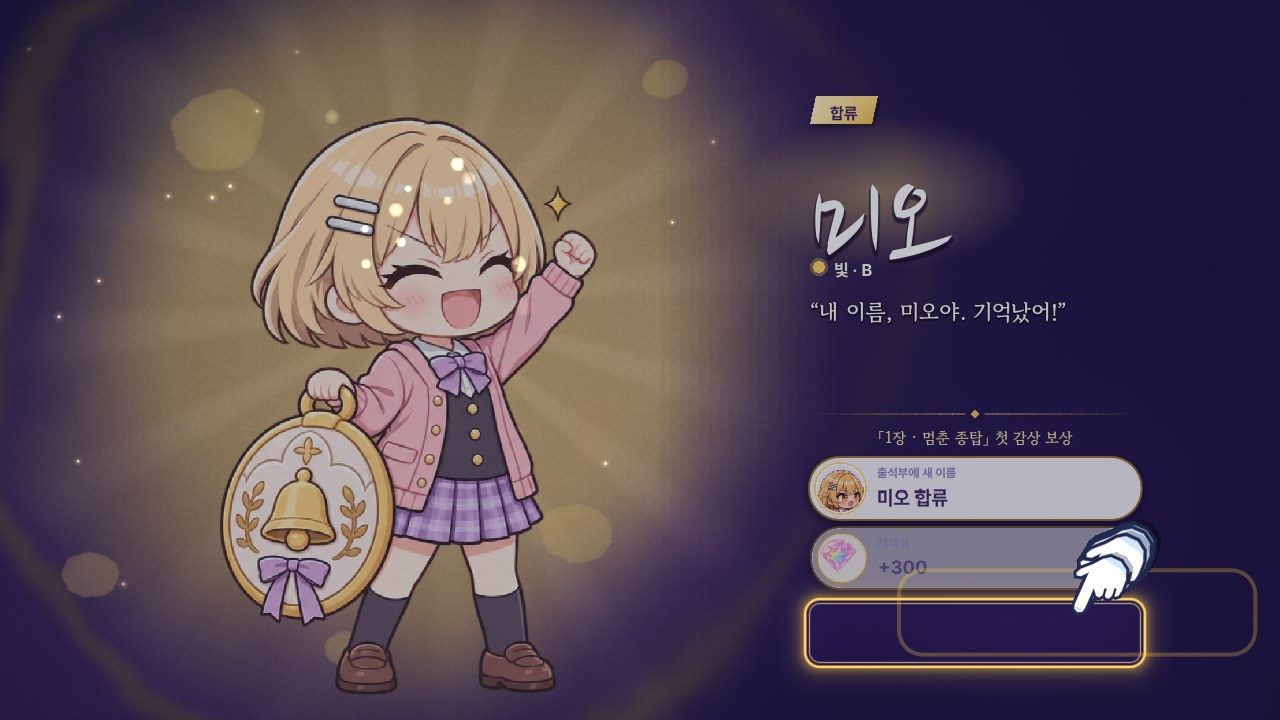 합류
미오
빛 · B
“내 이름, 미오야. 기억났어!”
「1장 · 멈춘 종탑」 첫 감상 보상
출석부에 새 이름
미오 합류
+300